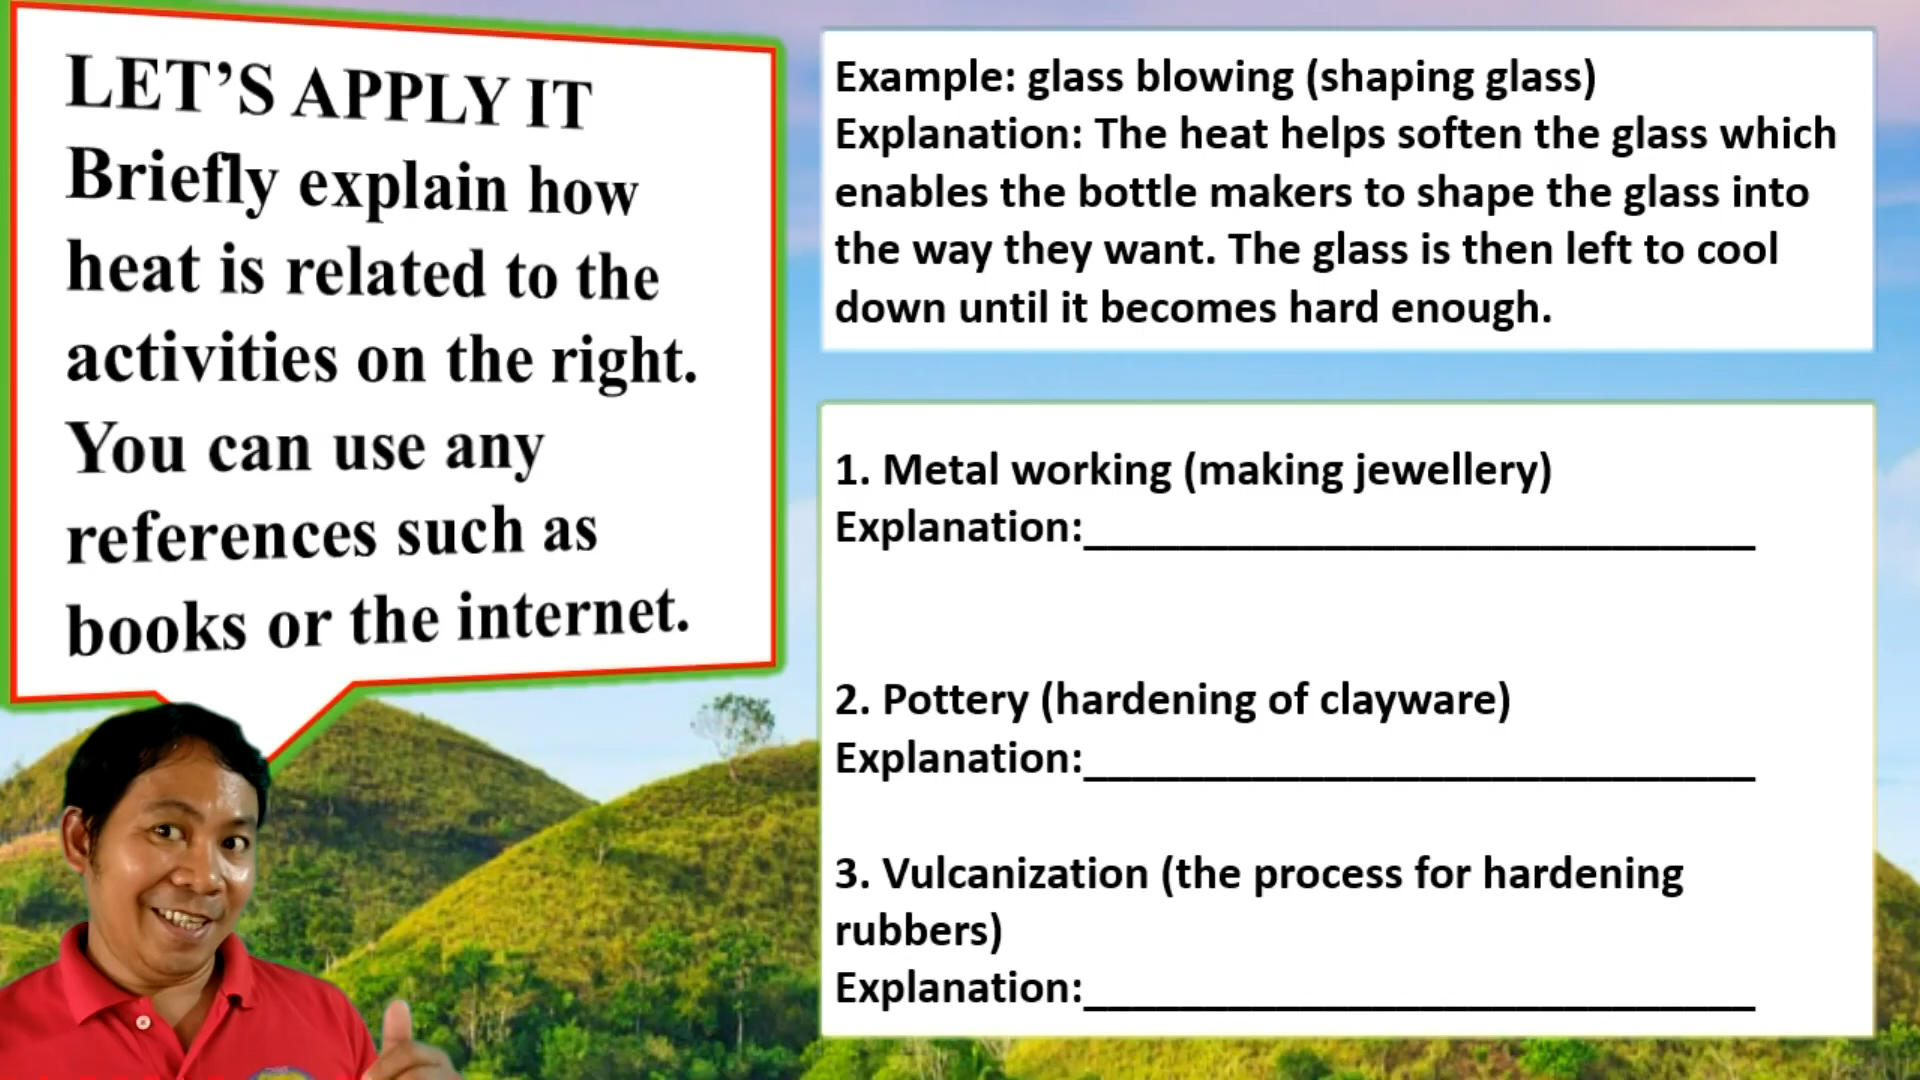 LET’S APPLY IT
Briefly explain how
heat is related to the
activities on the right.
You can use any
references such as
books or the internet.
Example: glass blowing (shaping glass)
Explanation: The heat helps soften the glass which
enables the bottle makers to shape the glass into
the way they want. The glass is then left to cool
down until it becomes hard enough.
1. Metal working (making jewellery)
Explanation:____________________________
2. Pottery (hardening of clayware)
Explanation:____________________________
3. Vulcanization (the process for hardening
rubbers)
Explanation:____________________________